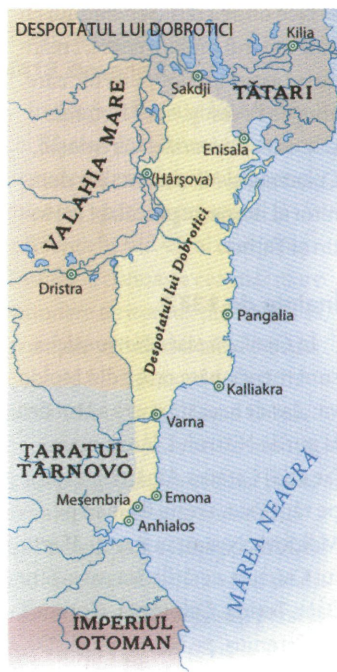 DESPOTATUL LUI DOBROTICI
Kilia
Sakdji
TĂTARI
VALAHIA MARE
Enisala
(Hârşova)
Despotatul lui Dobrotici
Dristra
Pangalia
Kalliakra
Varna
ȚARATUL
TÂRNOVO
Mesembria
Emona
Anhialos
MAREA NEAGRĂ
IMPERIUL
OTOMAN